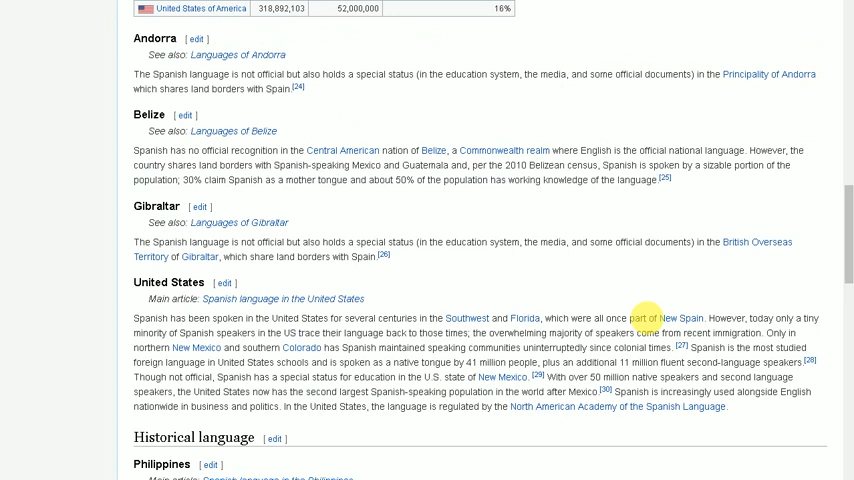 United States of America 318,892,103 52,000,000 16%
Andorra [ edit ]
See also: Languages of Andorra
The Spanish language is not official but also holds a special status (in the education system, the media, and some official documents) in the Principality of Andorra
which shares land borders with Spain.[24]
Belize [ edit ]
See also: Languages of Belize
Spanish has no official recognition in the Central American nation of Belize, a Commonwealth realm where English is the official national language. However, the
country shares land borders with Spanish-speaking Mexico and Guatemala and, per the 2010 Belizean census, Spanish is spoken by a sizable portion of the
population; 30% claim Spanish as a mother tongue and about 50% of the population has working knowledge of the language.[25]
Gibraltar [ edit ]
See also: Languages of Gibraltar
The Spanish language is not official but also holds a special status (in the education system, the media, and some official documents) in the British Overseas
Territory of Gibraltar, which share land borders with Spain.[26]
United States [ edit ]
Main article: Spanish language in the United States
Spanish has been spoken in the United States for several centuries in the Southwest and Florida, which were all once part of New Spain. However, today only a tiny
minority of Spanish speakers in the US trace their language back to those times; the overwhelming majority of speakers come from recent immigration. Only in
northern New Mexico and southern Colorado has Spanish maintained speaking communities uninterruptedly since colonial times. [27] Spanish is the most studied
foreign language in United States schools and is spoken as a native tongue by 41 million people, plus an additional 11 million fluent second-language speakers.[28]
Though not official, Spanish has a special status for education in the U.S. state of New Mexico. [29] With over 50 million native speakers and second language
speakers, the United States now has the second largest Spanish-speaking population in the world after Mexico.[30] Spanish is increasingly used alongside English
nationwide in business and politics. In the United States, the language is regulated by the North American Academy of the Spanish Language.
Historical language [ edit ]
Philippines [ edit ]
Main article: Spanish language in the Philippines